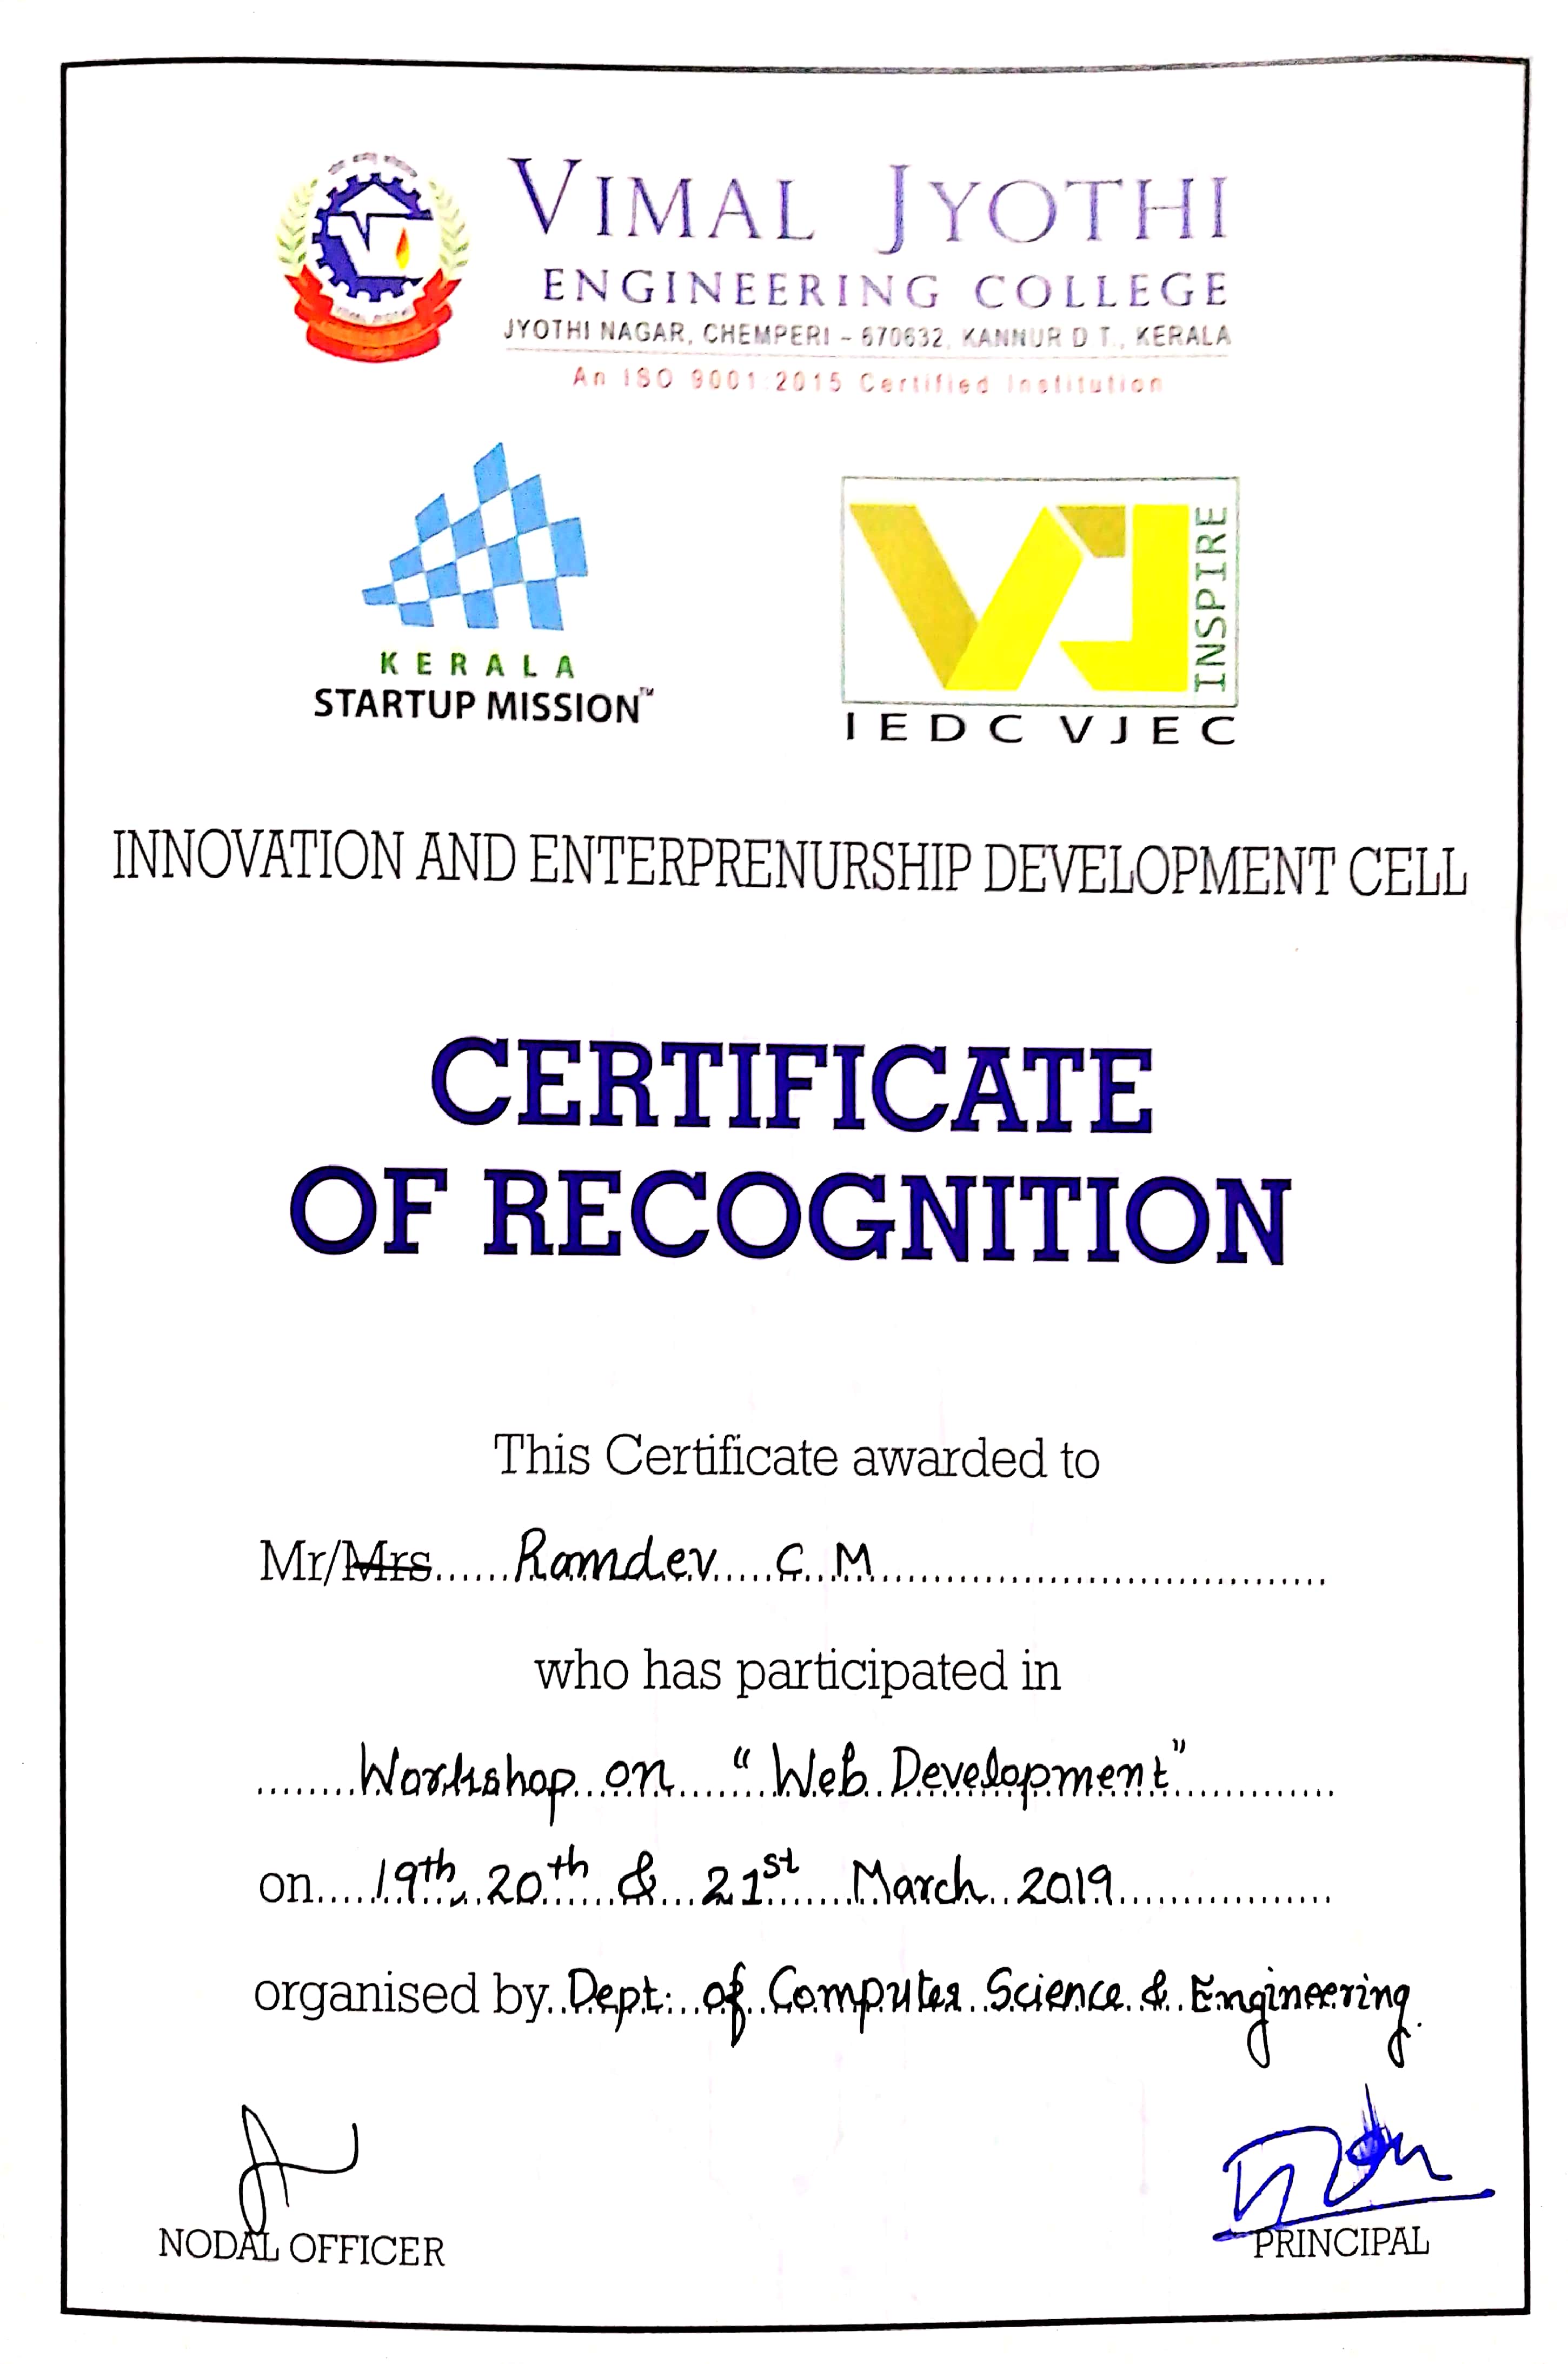 VIMAL JYOTHI
ENGINEERING COLLEGE
JYOTHI NAGAR, CHEMPERI - 670632, KANNUR D T., KERALA
An ISO 9001:2015 Certified Institution
KERALA
STARTUP MISSION™
INSPIRE
IEDC VJEC
INNOVATION AND ENTERPRENURSHIP DEVELOPMENT CELL
CERTIFICATE
OF RECOGNITION
This Certificate awarded to
Mr/Mrs Ramdev C M
who has participated in
Workshop on "Web Development"
on 19th, 20th & 21st March 2019
organised by Dept: of Computer Science & Engineering.
NODAL OFFICER
PRINCIPAL